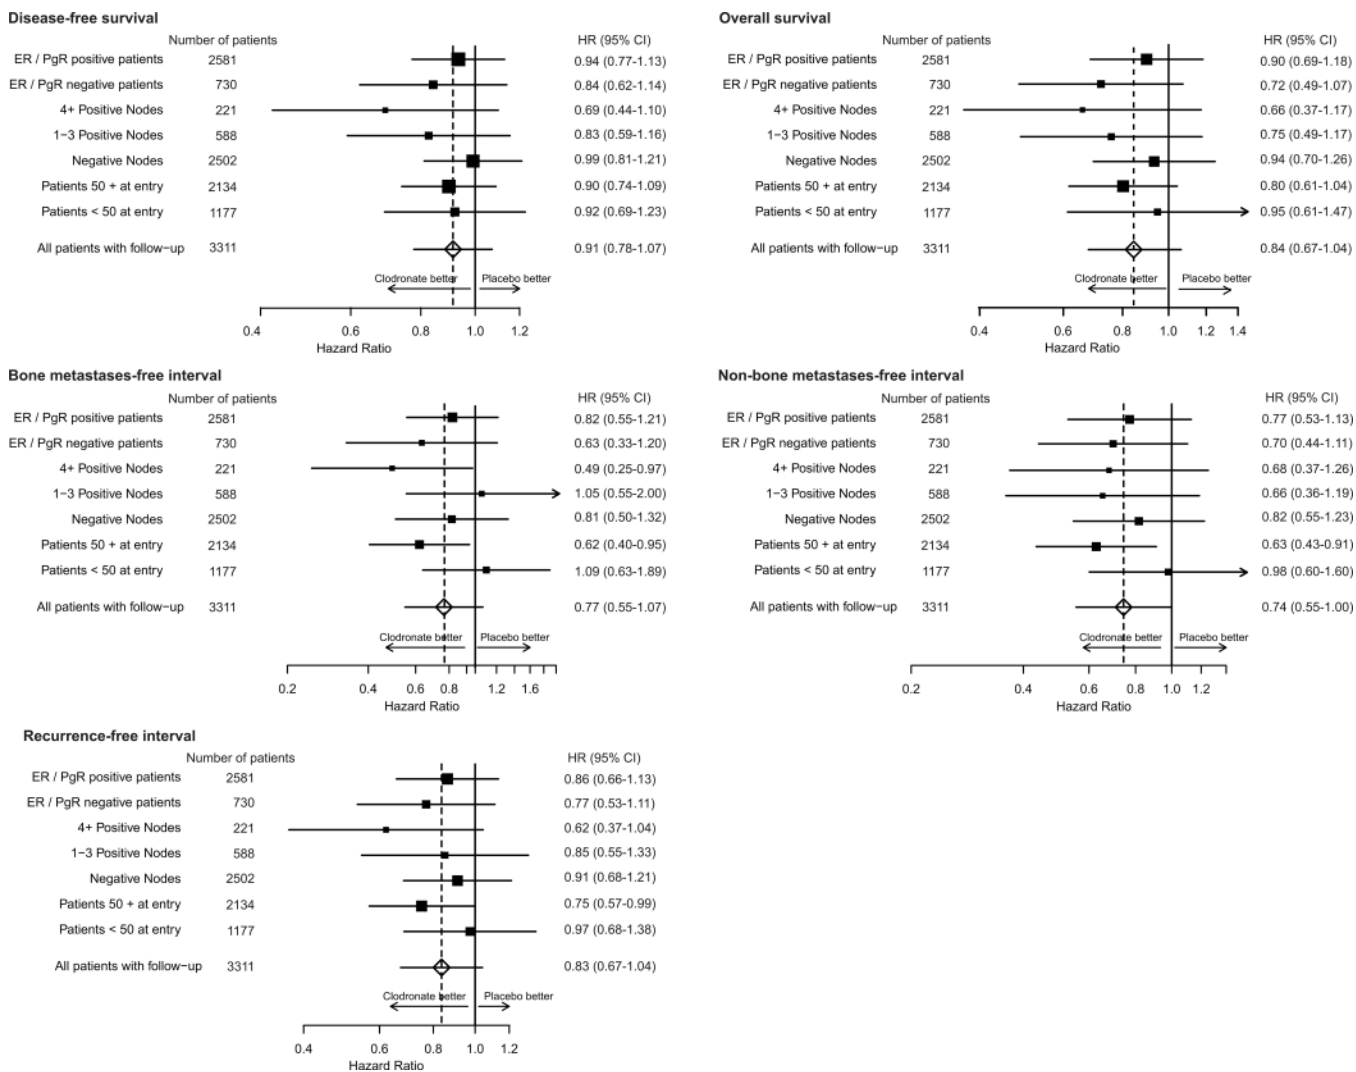 Disease-free survival
Number of patients HR (95% CI)
ER / PgR positive patients 2581 0.94 (0.77-1.13)
ER / PgR negative patients 730 0.84 (0.62-1.14)
4+ Positive Nodes 221 0.69 (0.44-1.10)
1−3 Positive Nodes 588 0.83 (0.59-1.16)
Negative Nodes 2502 0.99 (0.81-1.21)
Patients 50 + at entry 2134 0.90 (0.74-1.09)
Patients < 50 at entry 1177 0.92 (0.69-1.23)
All patients with follow−up 3311 0.91 (0.78-1.07)
Clodronate better Placebo better
0.4 0.6 0.8 1.0 1.2
Hazard Ratio
Overall survival
Number of patients HR (95% CI)
ER / PgR positive patients 2581 0.90 (0.69-1.18)
ER / PgR negative patients 730 0.72 (0.49-1.07)
4+ Positive Nodes 221 0.66 (0.37-1.17)
1−3 Positive Nodes 588 0.75 (0.49-1.17)
Negative Nodes 2502 0.94 (0.70-1.26)
Patients 50 + at entry 2134 0.80 (0.61-1.04)
Patients < 50 at entry 1177 0.95 (0.61-1.47)
All patients with follow−up 3311 0.84 (0.67-1.04)
Clodronate better Placebo better
0.4 0.6 0.8 1.0 1.2 1.4
Hazard Ratio
Bone metastases-free interval
Number of patients HR (95% CI)
ER / PgR positive patients 2581 0.82 (0.55-1.21)
ER / PgR negative patients 730 0.63 (0.33-1.20)
4+ Positive Nodes 221 0.49 (0.25-0.97)
1−3 Positive Nodes 588 1.05 (0.55-2.00)
Negative Nodes 2502 0.81 (0.50-1.32)
Patients 50 + at entry 2134 0.62 (0.40-0.95)
Patients < 50 at entry 1177 1.09 (0.63-1.89)
All patients with follow−up 3311 0.77 (0.55-1.07)
Clodronate better Placebo better
0.2 0.4 0.6 0.8 1.0 1.2 1.6
Hazard Ratio
Non-bone metastases-free interval
Number of patients HR (95% CI)
ER / PgR positive patients 2581 0.77 (0.53-1.13)
ER / PgR negative patients 730 0.70 (0.44-1.11)
4+ Positive Nodes 221 0.68 (0.37-1.26)
1−3 Positive Nodes 588 0.66 (0.36-1.19)
Negative Nodes 2502 0.82 (0.55-1.23)
Patients 50 + at entry 2134 0.63 (0.43-0.91)
Patients < 50 at entry 1177 0.98 (0.60-1.60)
All patients with follow−up 3311 0.74 (0.55-1.00)
Clodronate better Placebo better
0.2 0.4 0.6 0.8 1.0 1.2
Hazard Ratio
Recurrence-free interval
Number of patients HR (95% CI)
ER / PgR positive patients 2581 0.86 (0.66-1.13)
ER / PgR negative patients 730 0.77 (0.53-1.11)
4+ Positive Nodes 221 0.62 (0.37-1.04)
1−3 Positive Nodes 588 0.85 (0.55-1.33)
Negative Nodes 2502 0.91 (0.68-1.21)
Patients 50 + at entry 2134 0.75 (0.57-0.99)
Patients < 50 at entry 1177 0.97 (0.68-1.38)
All patients with follow−up 3311 0.83 (0.67-1.04)
Clodronate better Placebo better
0.4 0.6 0.8 1.0 1.2
Hazard Ratio